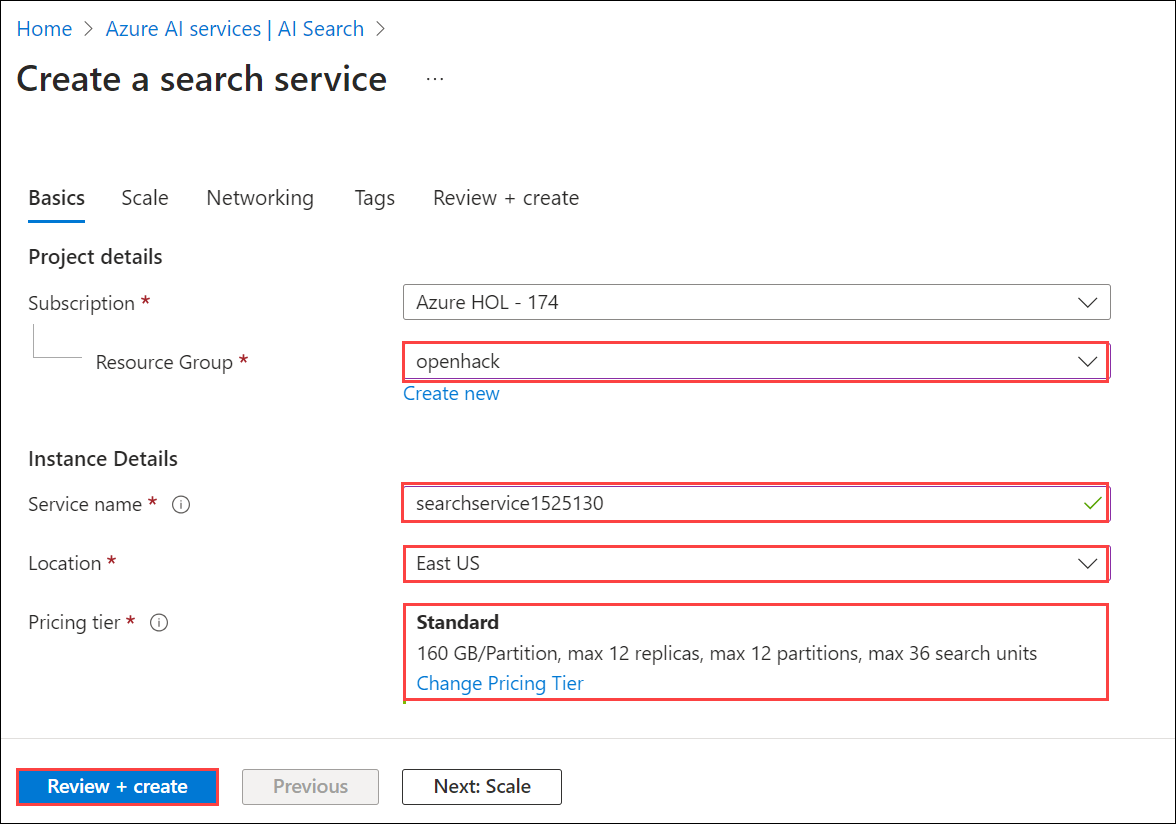 Home > Azure AI services | AI Search >
Create a search service ...
Basics Scale Networking Tags Review + create
Project details
Subscription * Azure HOL - 174
Resource Group * openhack
Create new
Instance Details
Service name * searchservice1525130
Location * East US
Pricing tier * Standard
160 GB/Partition, max 12 replicas, max 12 partitions, max 36 search units
Change Pricing Tier
Review + create Previous Next: Scale